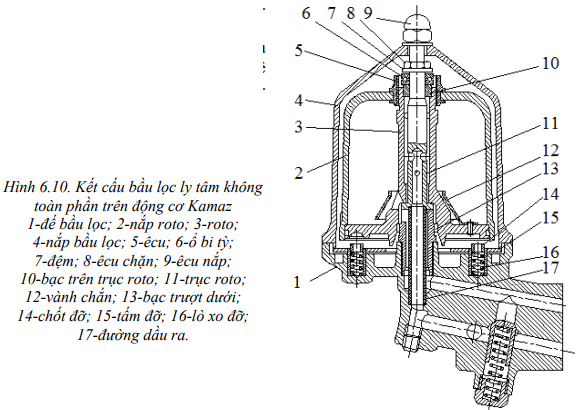 Hình 6.10. Kết cấu bầu lọc ly tâm không
toàn phần trên động cơ Kamaz
1-đế bầu lọc; 2-nắp roto; 3-roto;
4-nắp bầu lọc; 5-êcu; 6-ổ bi tỳ;
7-đệm; 8-êcu chặn; 9-êcu nắp;
10-bạc trên trục roto; 11-trục roto;
12-vành chắn; 13-bạc trượt dưới;
14-chốt đỡ; 15-tấm đỡ; 16-lò xo đỡ;
17-đường dầu ra.
6
7
8
9
5
10
4
3
11
12
2
13
14
15
16
1
17